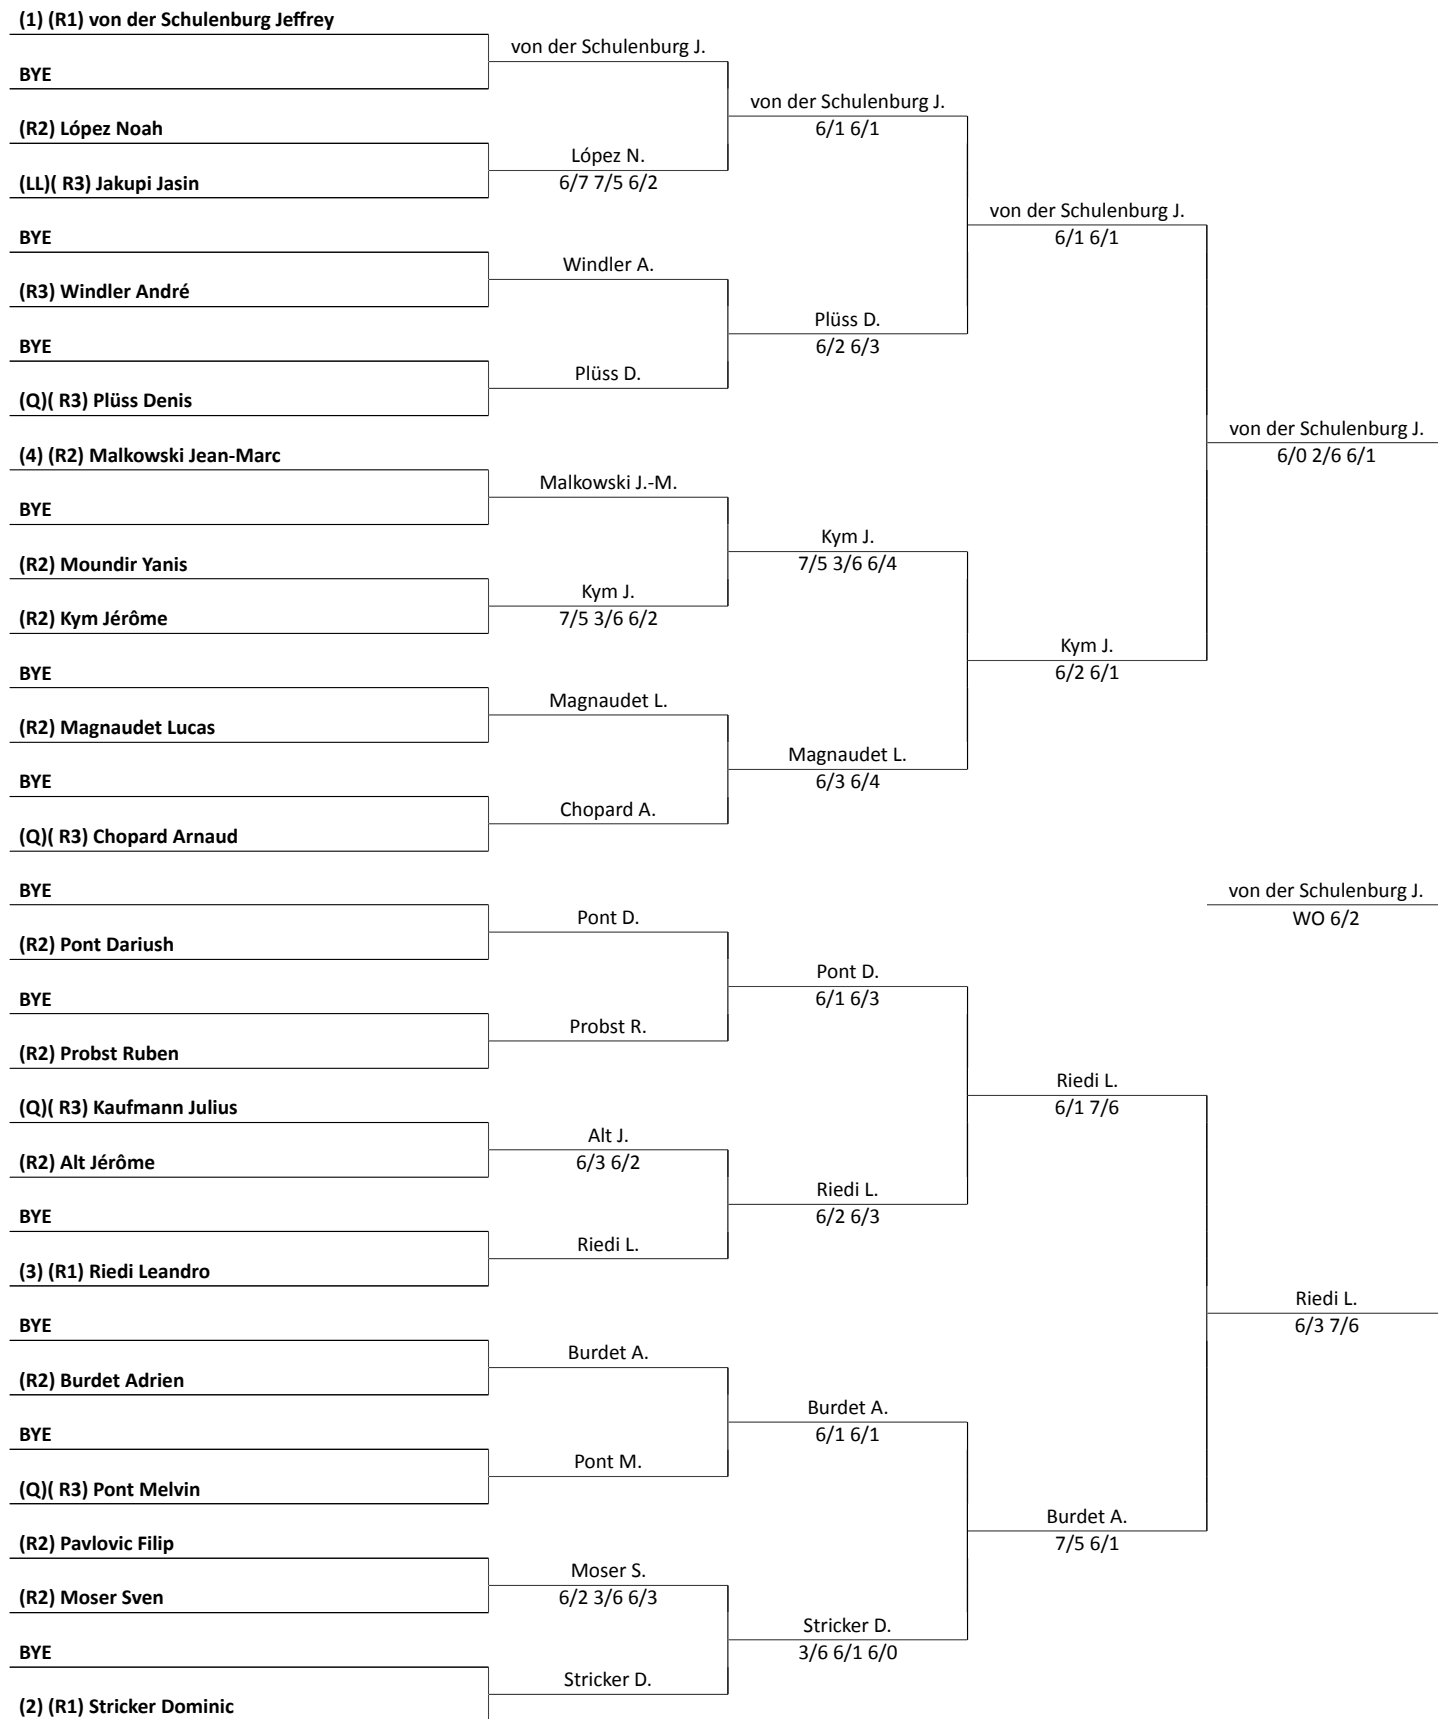 (1) (R1) von der Schulenburg Jeffrey
von der Schulenburg J.
BYE
von der Schulenburg J.
6/1 6/1
(R2) López Noah
López N.
6/7 7/5 6/2
(LL)( R3) Jakupi Jasin
von der Schulenburg J.
6/1 6/1
BYE
Windler A.
(R3) Windler André
Plüss D.
6/2 6/3
BYE
Plüss D.
(Q)( R3) Plüss Denis
von der Schulenburg J.
6/0 2/6 6/1
(4) (R2) Malkowski Jean-Marc
Malkowski J.-M.
BYE
Kym J.
7/5 3/6 6/4
(R2) Moundir Yanis
Kym J.
7/5 3/6 6/2
(R2) Kym Jérôme
Kym J.
6/2 6/1
BYE
Magnaudet L.
(R2) Magnaudet Lucas
Magnaudet L.
6/3 6/4
BYE
Chopard A.
(Q)( R3) Chopard Arnaud
BYE
von der Schulenburg J.
WO 6/2
Pont D.
(R2) Pont Dariush
Pont D.
6/1 6/3
BYE
Probst R.
(R2) Probst Ruben
Riedi L.
6/1 7/6
(Q)( R3) Kaufmann Julius
Alt J.
6/3 6/2
(R2) Alt Jérôme
Riedi L.
6/2 6/3
BYE
Riedi L.
(3) (R1) Riedi Leandro
Riedi L.
6/3 7/6
BYE
Burdet A.
(R2) Burdet Adrien
Burdet A.
6/1 6/1
BYE
Pont M.
(Q)( R3) Pont Melvin
Burdet A.
7/5 6/1
(R2) Pavlovic Filip
Moser S.
6/2 3/6 6/3
(R2) Moser Sven
Stricker D.
3/6 6/1 6/0
BYE
Stricker D.
(2) (R1) Stricker Dominic